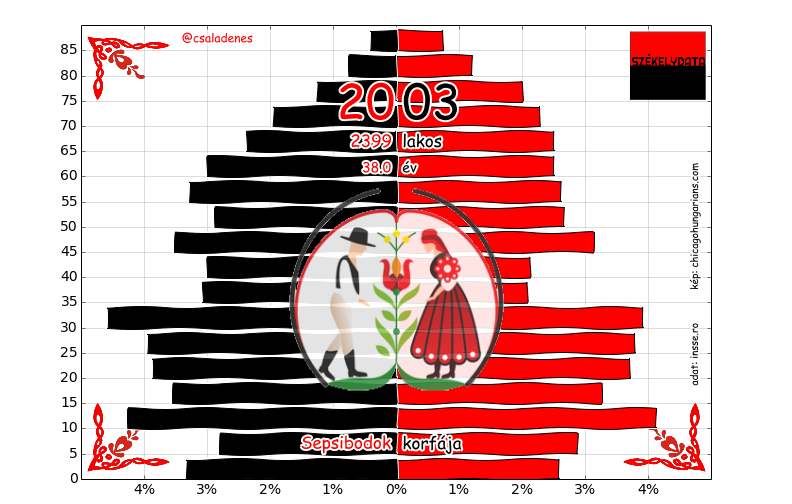 @csaladenes
SZÉKELYDATA
2003
2399 lakos
38.0 év
kép: chicagohungarians.com
adat: insse.ro
Sepsibodok korfája
85
80
75
70
65
60
55
50
45
40
35
30
25
20
15
10
5
0
4% 3% 2% 1% 0% 1% 2% 3% 4%